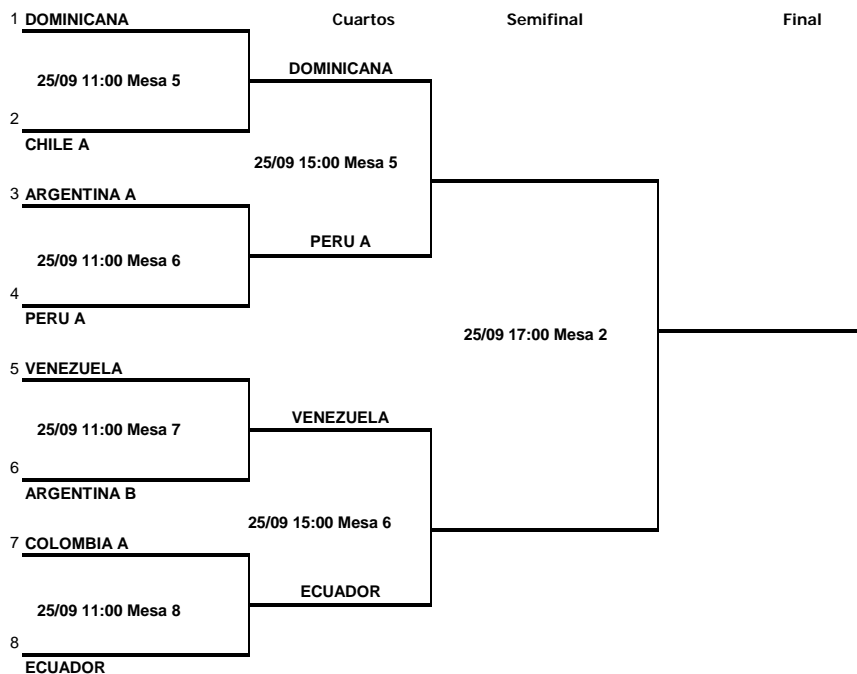 Cuartos Semifinal Final
1 DOMINICANA
DOMINICANA
25/09 11:00 Mesa 5
2
CHILE A
25/09 15:00 Mesa 5
3 ARGENTINA A
PERU A
25/09 11:00 Mesa 6
4
PERU A
25/09 17:00 Mesa 2
5 VENEZUELA
VENEZUELA
25/09 11:00 Mesa 7
6
ARGENTINA B
25/09 15:00 Mesa 6
7 COLOMBIA A
ECUADOR
25/09 11:00 Mesa 8
8
ECUADOR